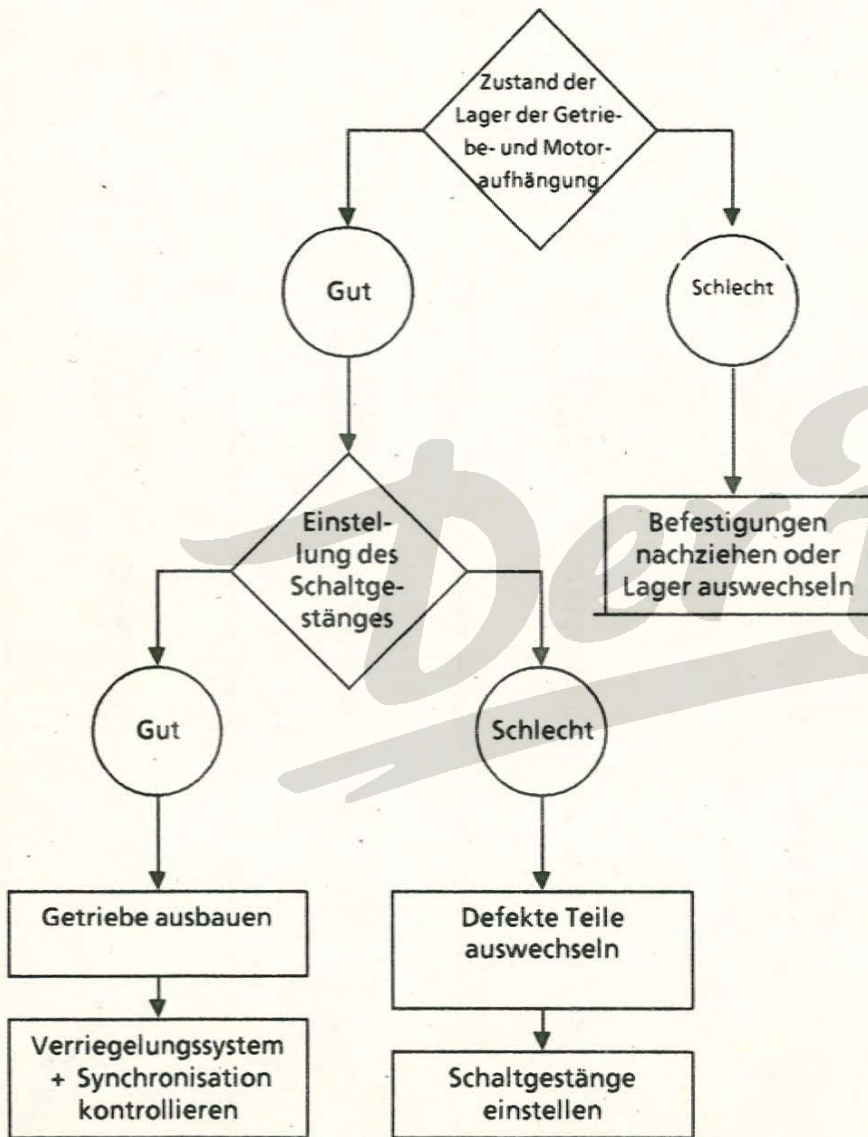 Zustand der
Lager der Getrie-
be- und Motor-
aufhängung
Gut
Schlecht
Einstel-
lung des
Schaltge-
stänges
Befestigungen
nachziehen oder
Lager auswechseln
Gut
Schlecht
Getriebe ausbauen
Defekte Teile
auswechseln
Verriegelungssystem
+ Synchronisation
kontrollieren
Schaltgestänge
einstellen
Der